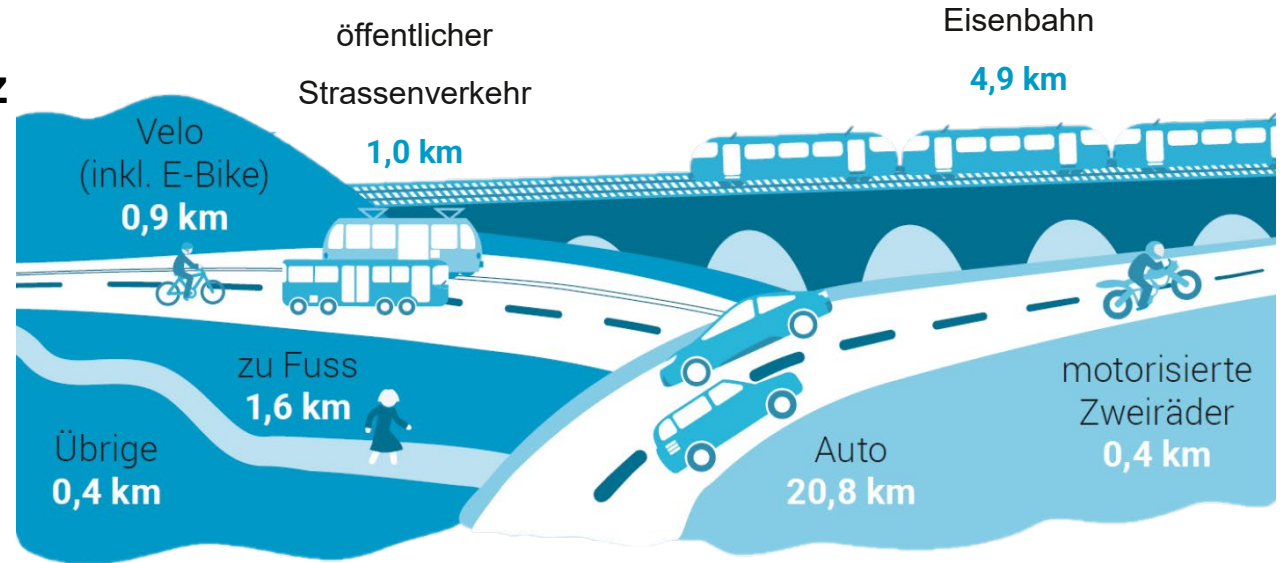 öffentlicher
Strassenverkehr
1,0 km
Eisenbahn
4,9 km
z
Velo
(inkl. E-Bike)
0,9 km
zu Fuss
1,6 km
Übrige
0,4 km
Auto
20,8 km
motorisierte
Zweiräder
0,4 km